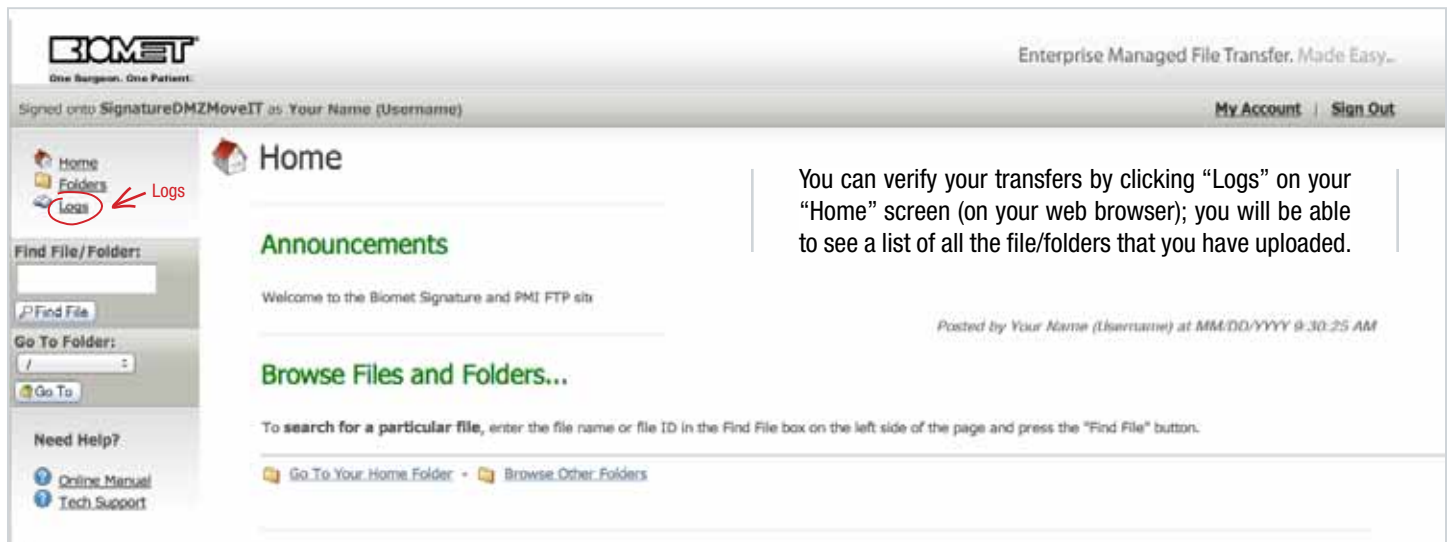 BIOMET
One Surgeon. One Patient.
Enterprise Managed File Transfer. Made Easy..
Signed onto SignatureDMZMoveIT as Your Name (Username)
My Account | Sign Out
Home
Folders
Logs
Logs
Find File/Folder:
Find File
Go To Folder:
/
Go To
Need Help?
Online Manual
Tech Support
Home
You can verify your transfers by clicking “Logs” on your
“Home” screen (on your web browser); you will be able
to see a list of all the file/folders that you have uploaded.
Announcements
Welcome to the Biomet Signature and PMI FTP site
Posted by Your Name (Username) at MM/DD/YYYY 9:30:25 AM
Browse Files and Folders...
To search for a particular file, enter the file name or file ID in the Find File box on the left side of the page and press the "Find File" button.
Go To Your Home Folder - Browse Other Folders